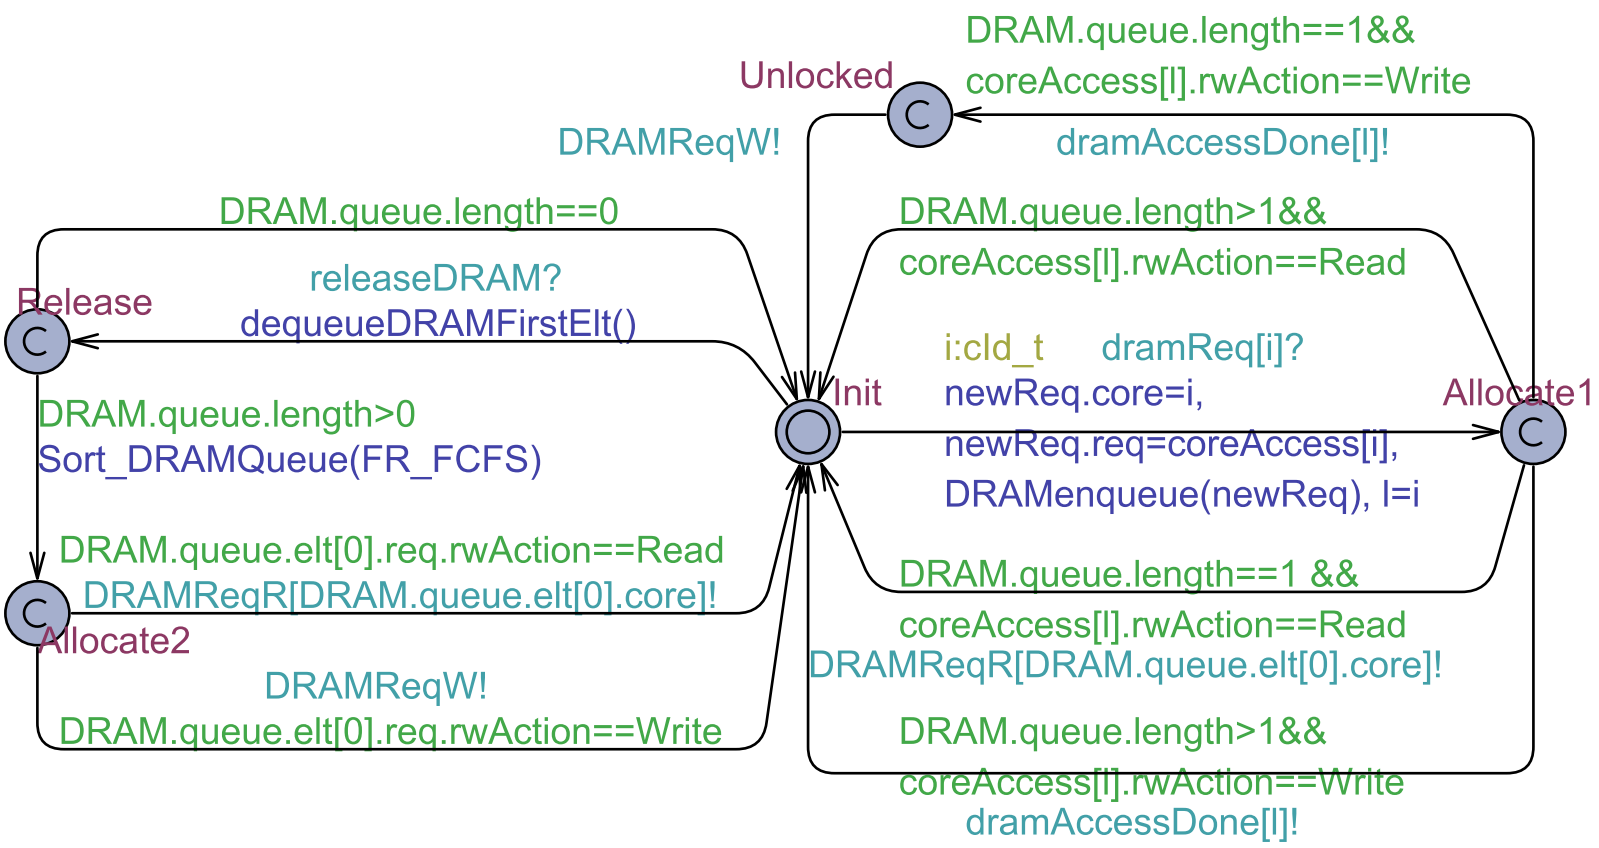 DRAM.queue.length==1&&
coreAccess[l].rwAction==Write
Unlocked
C
DRAMReqW!
dramAccessDone[l]!
DRAM.queue.length==0
DRAM.queue.length>1&&
coreAccess[l].rwAction==Read
releaseDRAM?
dequeueDRAMFirstElt()
Release
C
i:cId_t
dramReq[i]?
newReq.core=i,
newReq.req=coreAccess[i],
DRAMenqueue(newReq), l=i
Init
Allocate1
C
DRAM.queue.length>0
Sort_DRAMQueue(FR_FCFS)
DRAM.queue.elt[0].req.rwAction==Read
DRAMReqR[DRAM.queue.elt[0].core]!
C
Allocate2
DRAMReqW!
DRAM.queue.elt[0].req.rwAction==Write
DRAM.queue.length==1 &&
coreAccess[l].rwAction==Read
DRAMReqR[DRAM.queue.elt[0].core]!
DRAM.queue.length>1&&
coreAccess[l].rwAction==Write
dramAccessDone[l]!